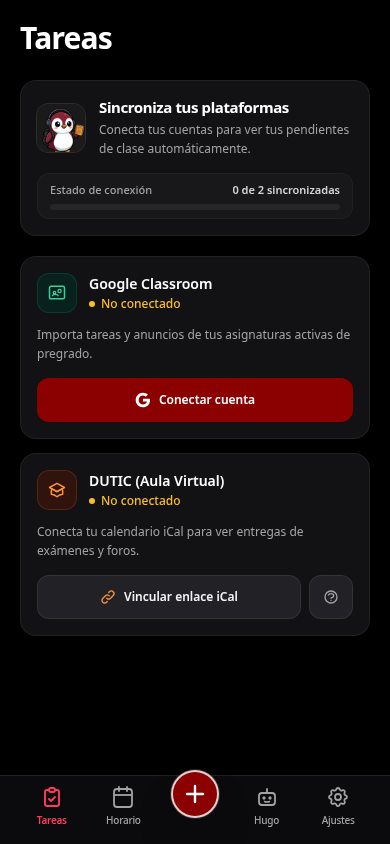 Tareas
Sincroniza tus plataformas
Conecta tus cuentas para ver tus pendientes
de clase automáticamente.
Estado de conexión 0 de 2 sincronizadas
Google Classroom
No conectado
Importa tareas y anuncios de tus asignaturas activas de
pregrado.
Conectar cuenta
DUTIC (Aula Virtual)
No conectado
Conecta tu calendario iCal para ver entregas de
exámenes y foros.
Vincular enlace iCal
Tareas Horario Hugo Ajustes